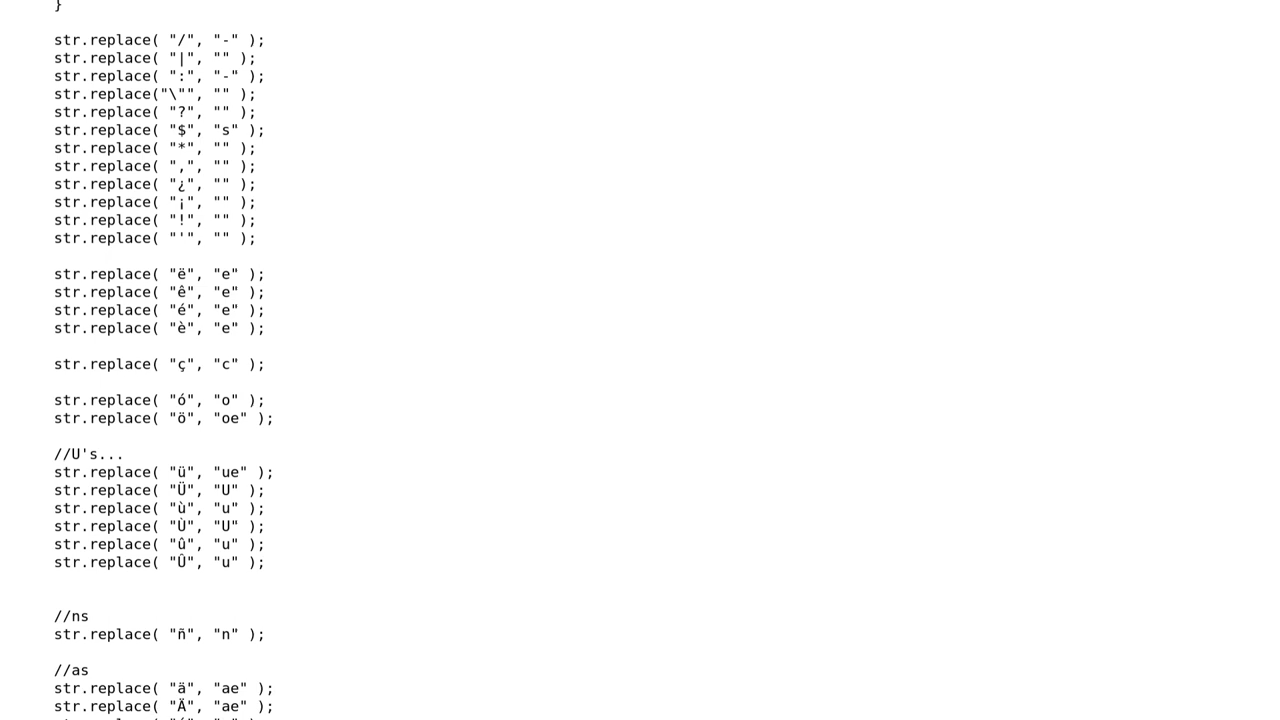 }
str.replace( "/", "-" );
str.replace( "|", "" );
str.replace( ":", "-" );
str.replace("\"", "" );
str.replace( "?", "" );
str.replace( "$", "s" );
str.replace( "*", "" );
str.replace( ",", "" );
str.replace( "¿", "" );
str.replace( "¡", "" );
str.replace( "!", "" );
str.replace( "'", "" );
str.replace( "ë", "e" );
str.replace( "ê", "e" );
str.replace( "é", "e" );
str.replace( "è", "e" );
str.replace( "ç", "c" );
str.replace( "ó", "o" );
str.replace( "ö", "oe" );
//U's...
str.replace( "ü", "ue" );
str.replace( "Ü", "U" );
str.replace( "ù", "u" );
str.replace( "Ù", "U" );
str.replace( "û", "u" );
str.replace( "Û", "u" );
//ns
str.replace( "ñ", "n" );
//as
str.replace( "ä", "ae" );
str.replace( "Ä", "ae" );